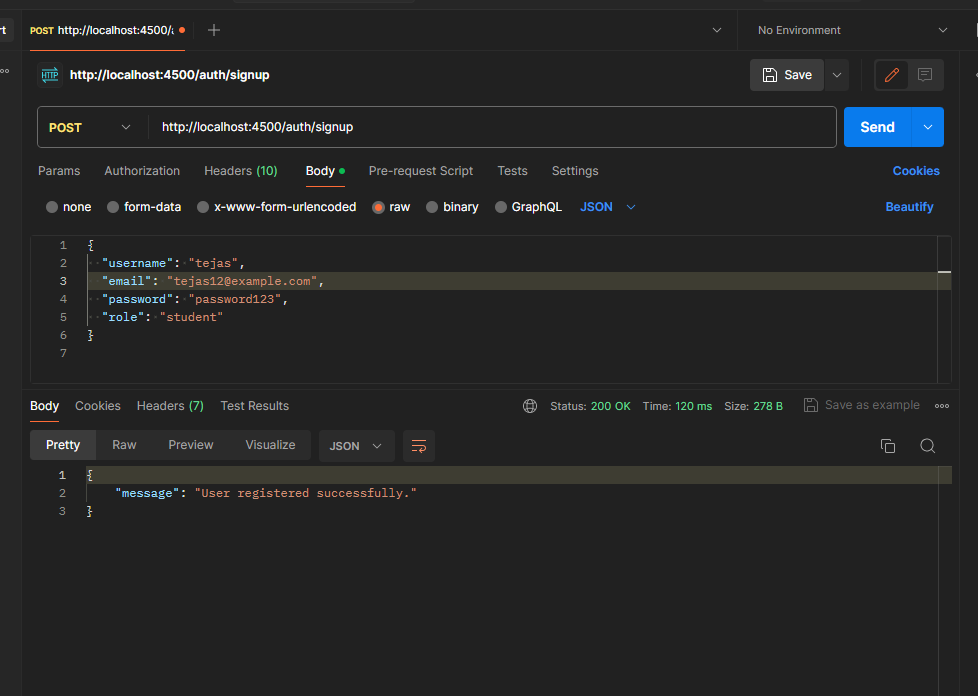 rt
POST http://localhost:4500/a
No Environment
HTTP http://localhost:4500/auth/signup
Save
POST http://localhost:4500/auth/signup
Send
Params Authorization Headers (10) Body Pre-request Script Tests Settings Cookies
none form-data x-www-form-urlencoded raw binary GraphQL JSON Beautify
1 {
2 "username": "tejas",
3 "email": "tejas12@example.com",
4 "password": "password123",
5 "role": "student"
6 }
7
Body Cookies Headers (7) Test Results Status: 200 OK Time: 120 ms Size: 278 B Save as example
Pretty Raw Preview Visualize JSON
1 {
2 "message": "User registered successfully."
3 }